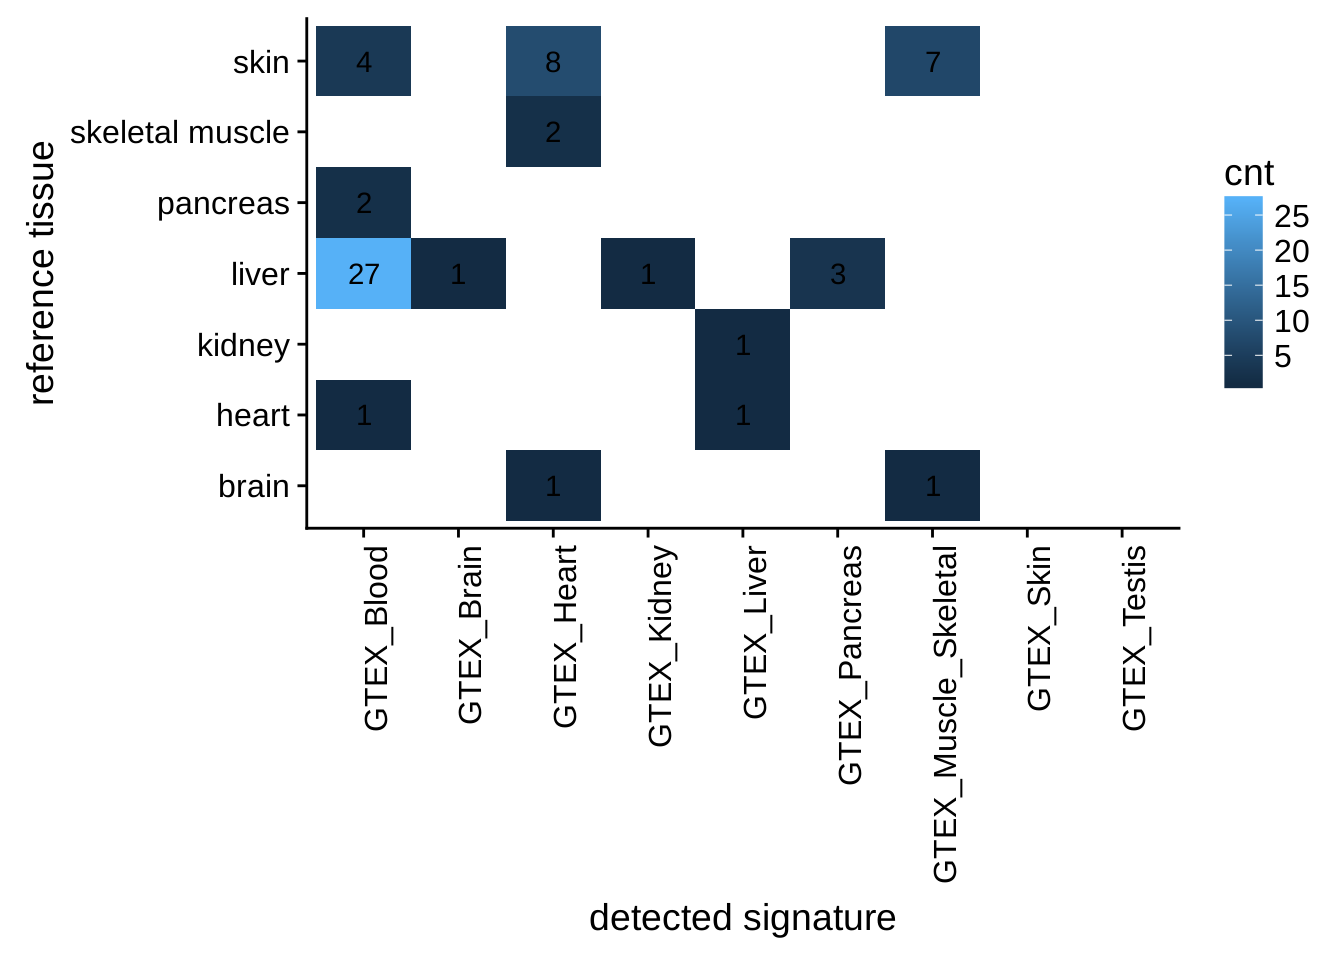 skin
4
8
7
skeletal muscle
2
pancreas
2
liver
27
1
1
3
kidney
1
heart
1
1
brain
1
1
reference tissue
GTEX_Blood
GTEX_Brain
GTEX_Heart
GTEX_Kidney
GTEX_Liver
GTEX_Pancreas
GTEX_Muscle_Skeletal
GTEX_Skin
GTEX_Testis
detected signature
cnt
25
20
15
10
5